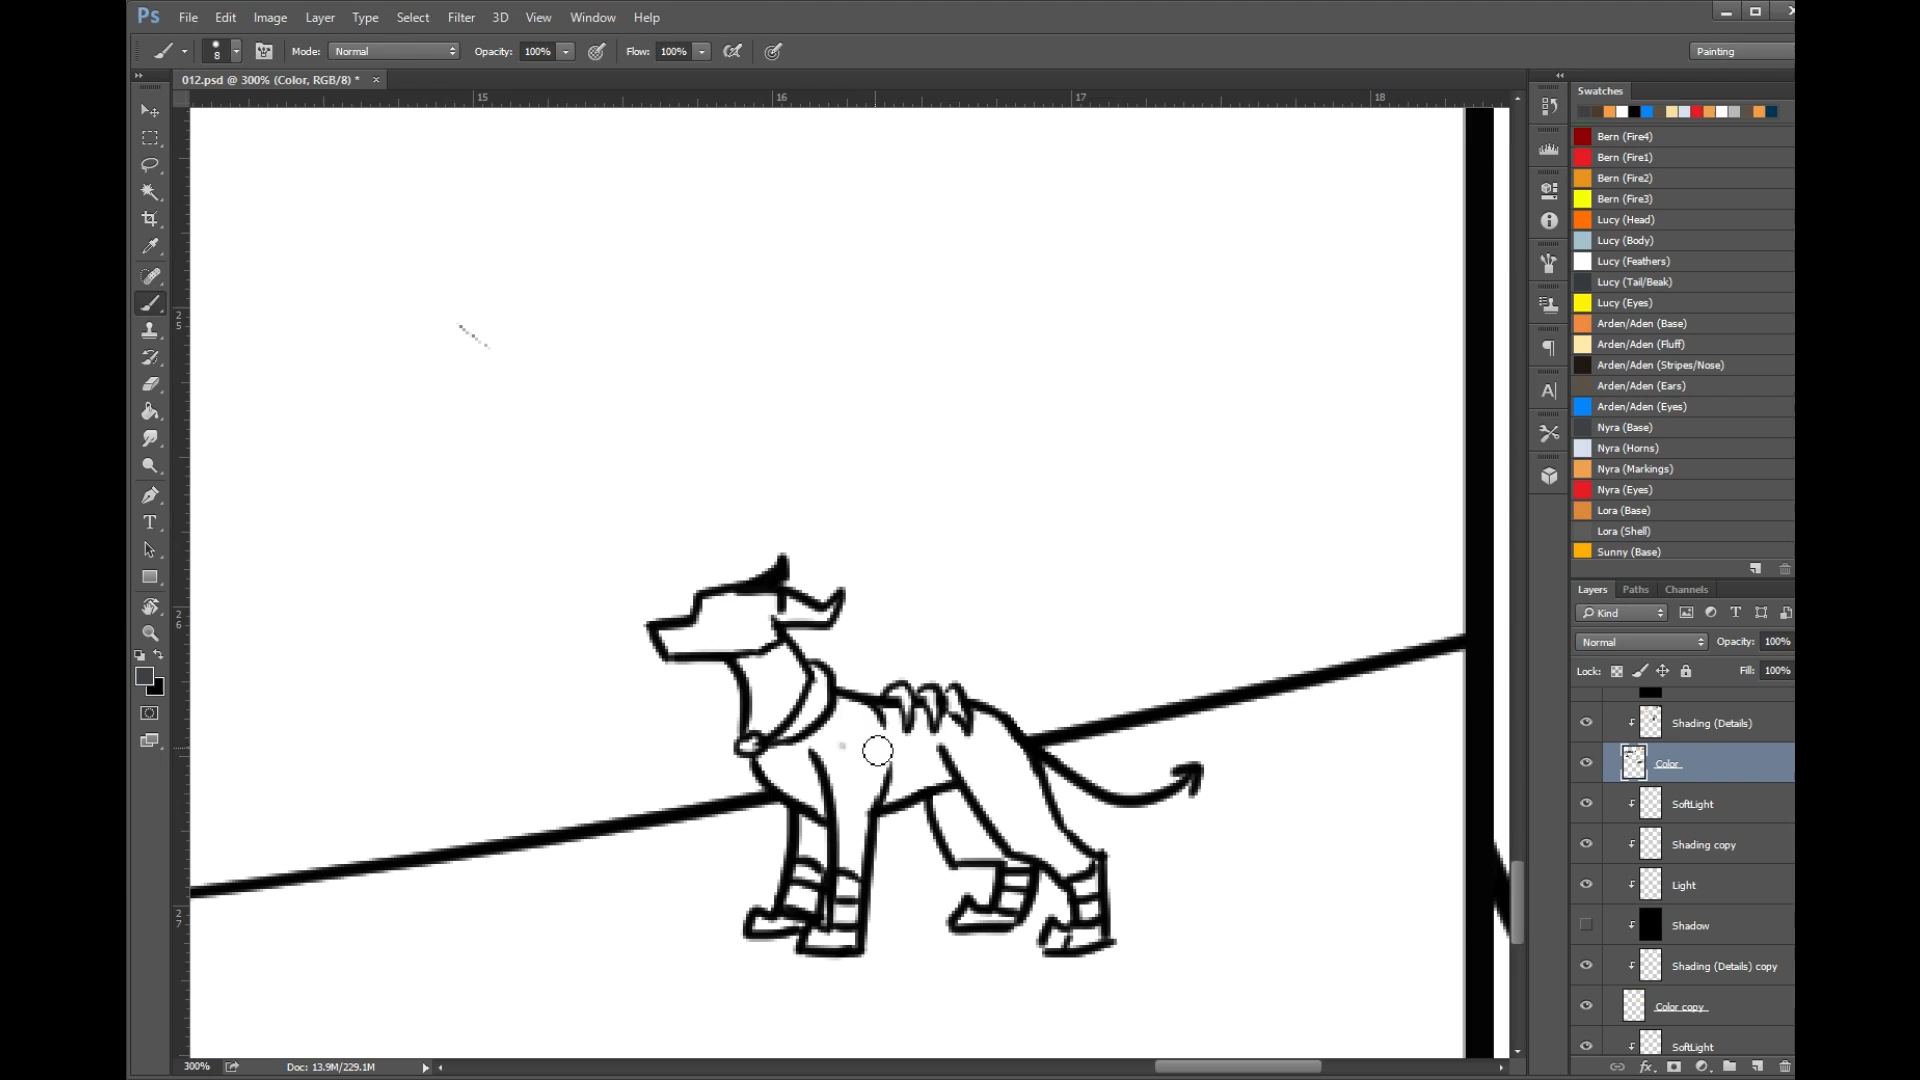 Ps File Edit Image Layer Type Select Filter 3D View Window Help
8 Mode: Normal Opacity: 100% Flow: 100% Painting
012.psd @ 300% (Color, RGB/8) * ×
15 16 17 18
25
26
27
Swatches
Bern (Fire4)
Bern (Fire1)
Bern (Fire2)
Bern (Fire3)
Lucy (Head)
Lucy (Body)
Lucy (Feathers)
Lucy (Tail/Beak)
Lucy (Eyes)
Arden/Aden (Base)
Arden/Aden (Fluff)
Arden/Aden (Stripes/Nose)
Arden/Aden (Ears)
Arden/Aden (Eyes)
Nyra (Base)
Nyra (Horns)
Nyra (Markings)
Nyra (Eyes)
Lora (Base)
Lora (Shell)
Sunny (Base)
Layers Paths Channels
Kind
Normal Opacity: 100%
Lock: Fill: 100%
Shading (Details)
Color
SoftLight
Shading copy
Light
Shadow
Shading (Details) copy
Color copy
SoftLight
300% Doc: 13.9M/229.1M